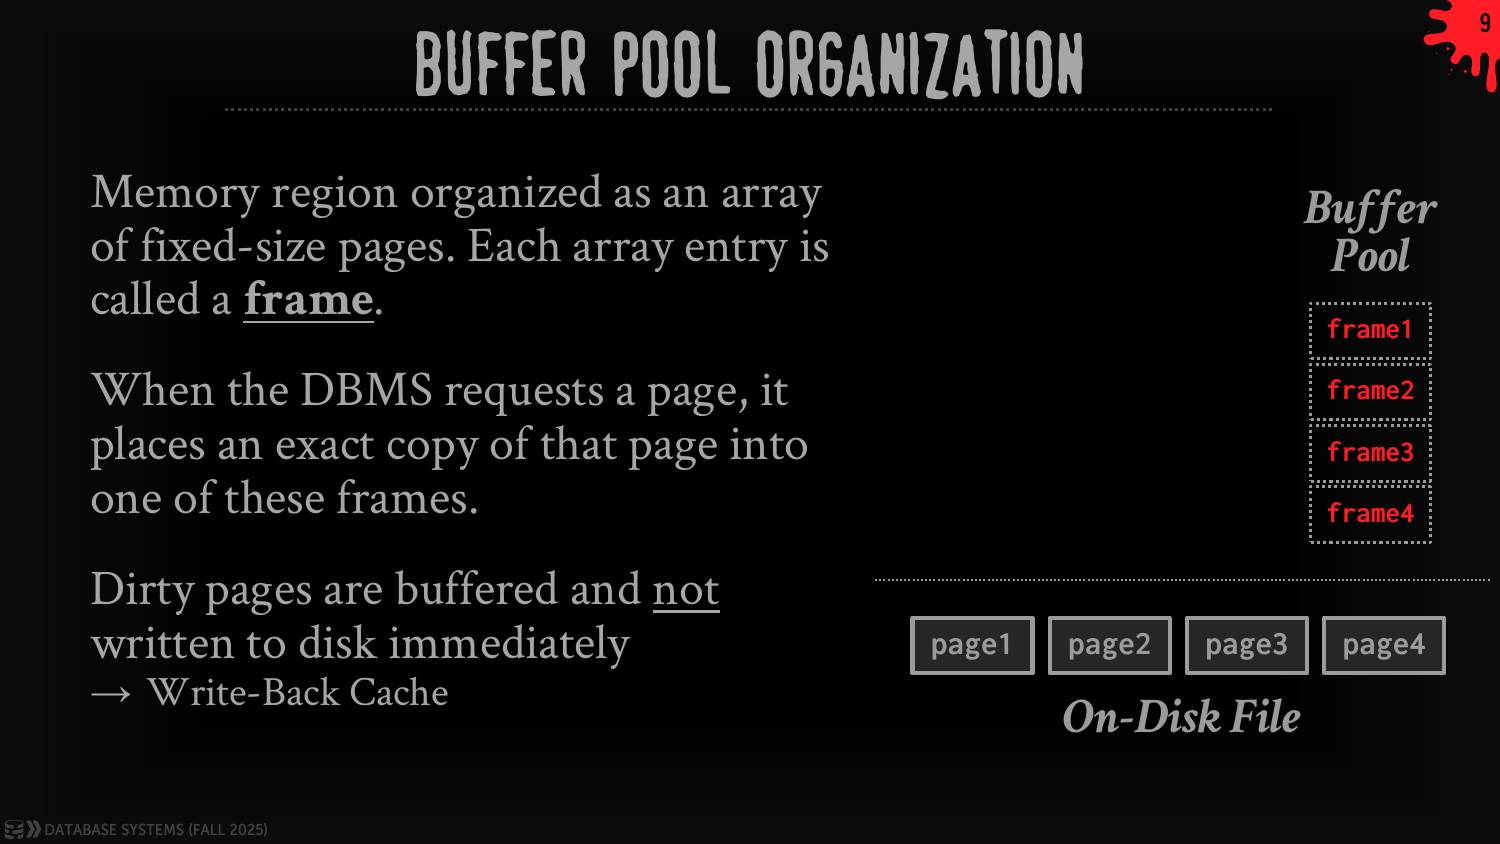 BUFFER POOL ORGANIZATION
9
Memory region organized as an array
of fixed-size pages. Each array entry is
called a frame.
When the DBMS requests a page, it
places an exact copy of that page into
one of these frames.
Dirty pages are buffered and not
written to disk immediately
→ Write-Back Cache
Buffer
Pool
frame1
frame2
frame3
frame4
page1 page2 page3 page4
On-Disk File
DATABASE SYSTEMS (FALL 2025)